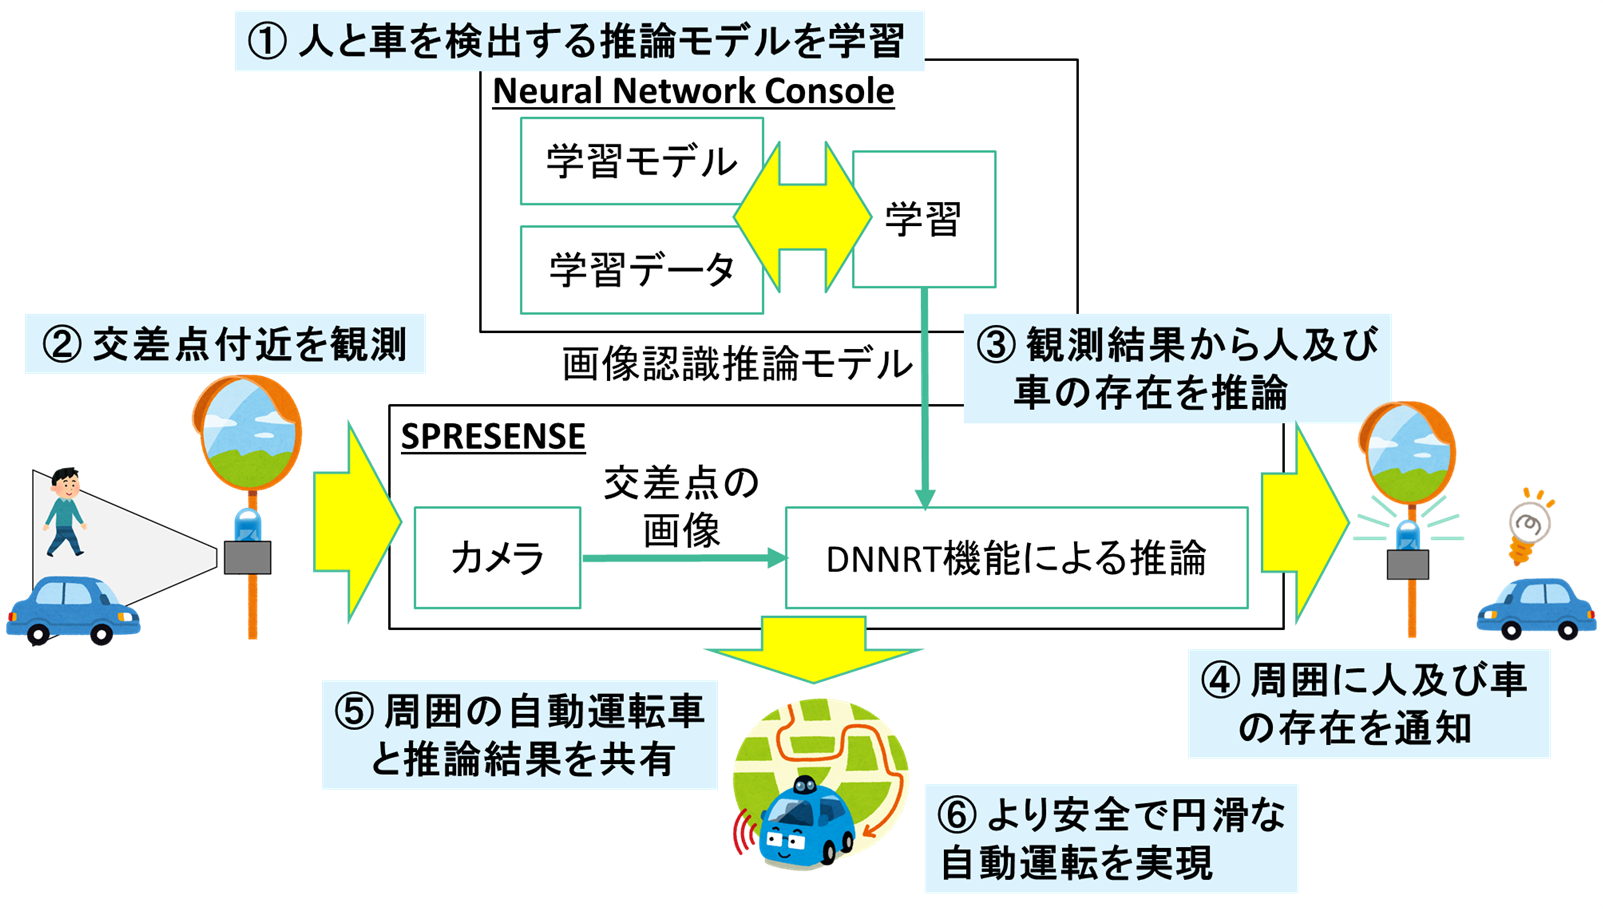 ① 人と車を検出する推論モデルを学習
Neural Network Console
学習モデル
学習
学習データ
② 交差点付近を観測
画像認識推論モデル
③ 観測結果から人及び
車の存在を推論
SPRESENSE
交差点の
画像
カメラ
DNNRT機能による推論
④ 周囲に人及び車
の存在を通知
⑤ 周囲の自動運転車
と推論結果を共有
⑥ より安全で円滑な
自動運転を実現